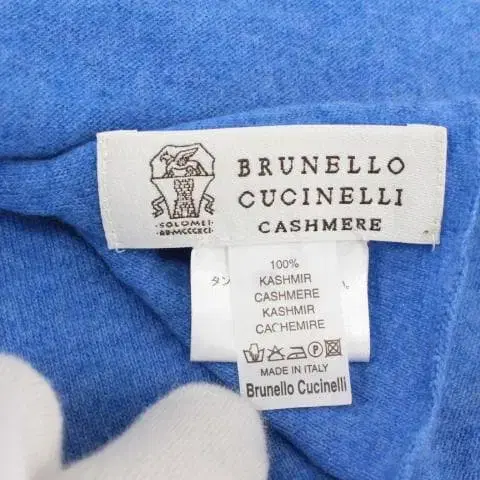 BRUNELLO
CUCINELLI
CASHMERE
·SOLOMEI·
100%
KASHMIR
CASHMERE
KASHMIR
CACHEMIRE
MADE IN ITALY
Brunello Cucinelli